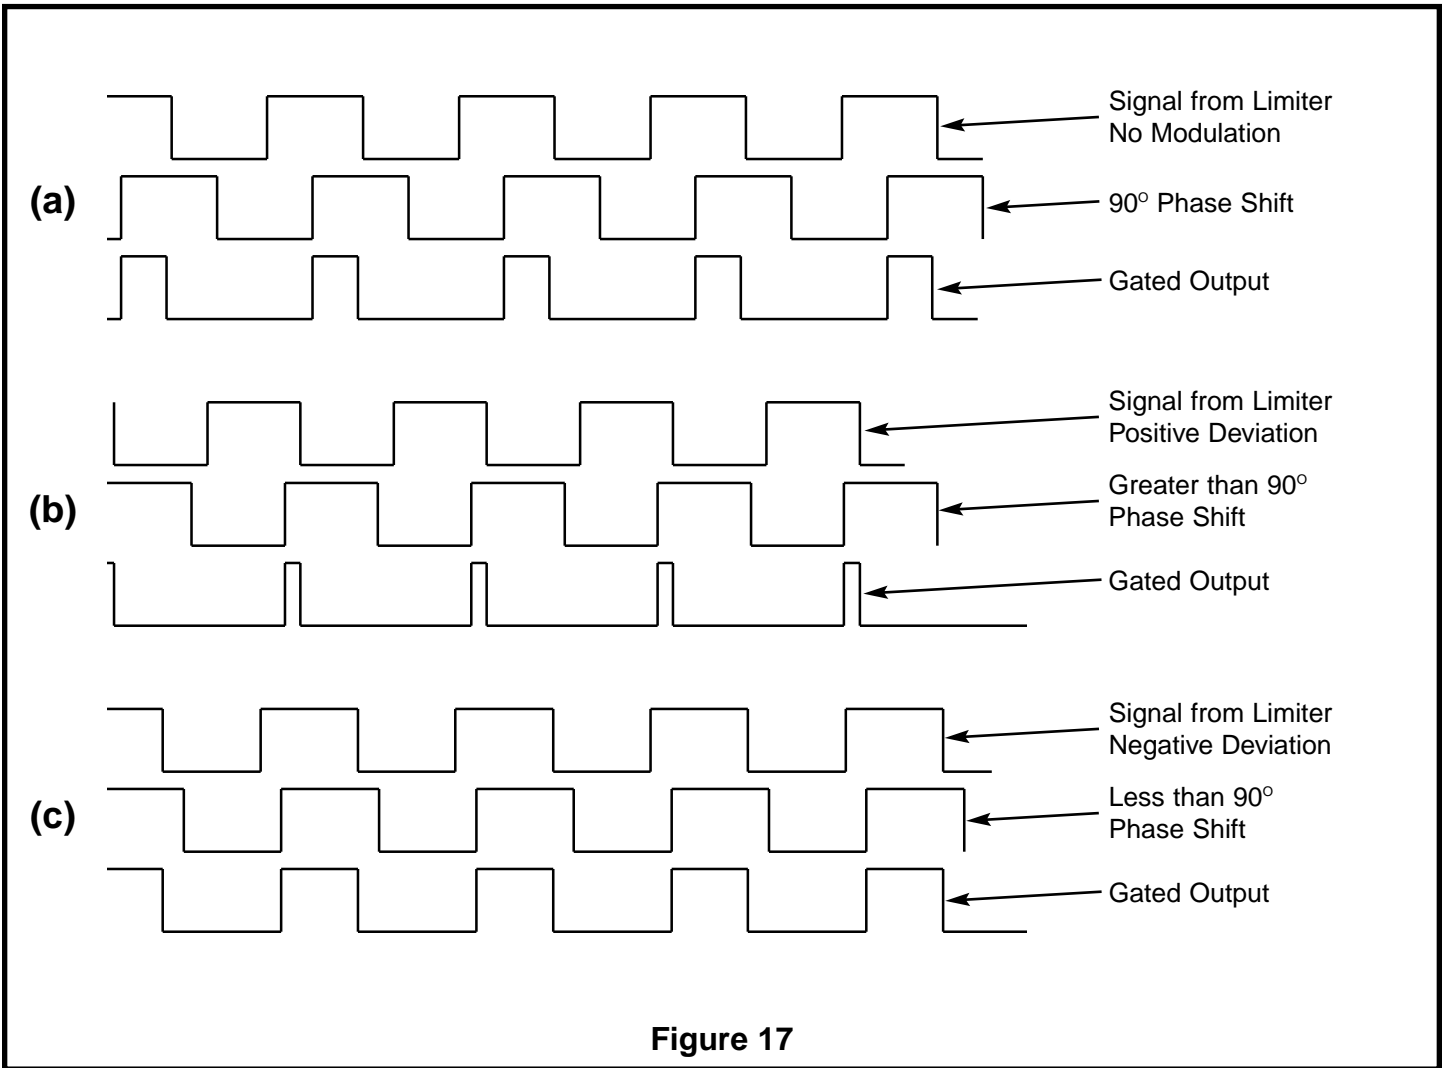 Signal from Limiter
No Modulation
(a)
90° Phase Shift
Gated Output
Signal from Limiter
Positive Deviation
(b)
Greater than 90°
Phase Shift
Gated Output
Signal from Limiter
Negative Deviation
(c)
Less than 90°
Phase Shift
Gated Output
Figure 17